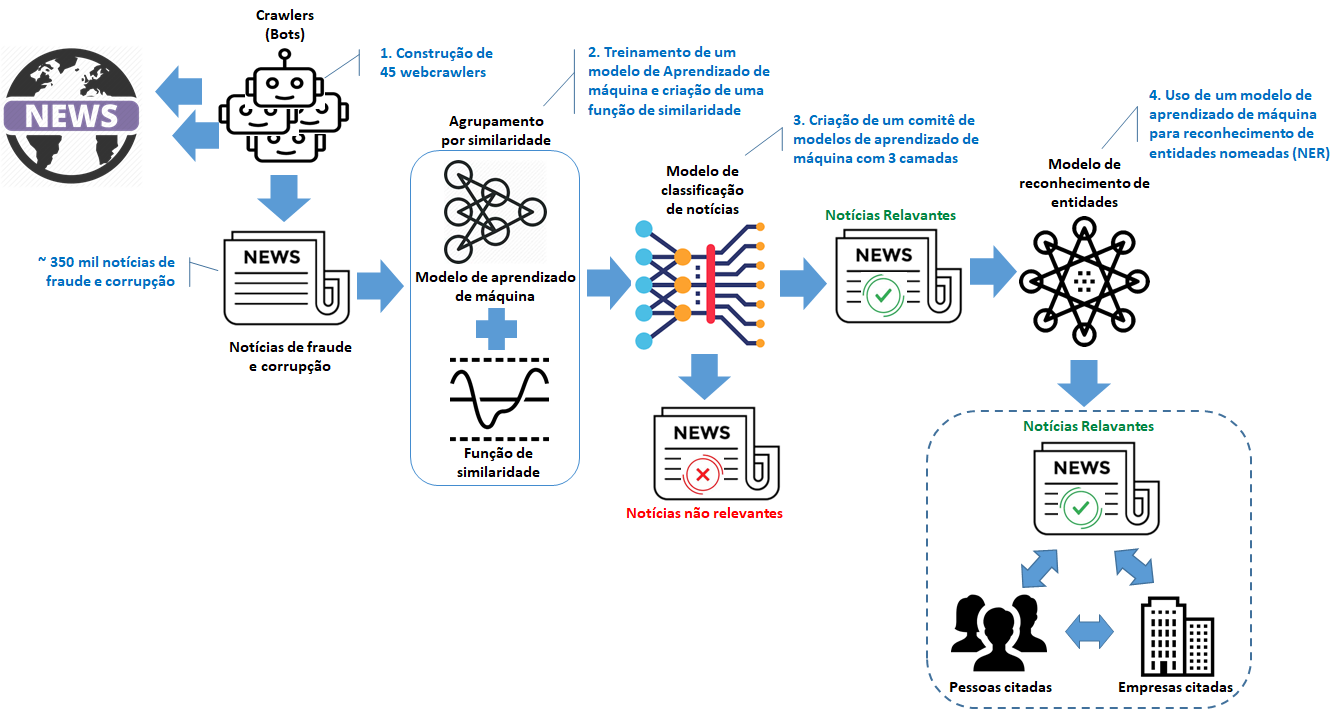 Crawlers
(Bots)
NEWS
1. Construção de
45 webcrawlers
2. Treinamento de um
modelo de Aprendizado de
máquina e criação de uma
função de similaridade
3. Criação de um comitê de
modelos de aprendizado de
máquina com 3 camadas
4. Uso de um modelo de
aprendizado de máquina
para reconhecimento de
entidades nomeadas (NER)
~ 350 mil notícias de
fraude e corrupção
NEWS
Notícias de fraude
e corrupção
Agrupamento
por similaridade
Modelo de aprendizado
de máquina
Função de
similaridade
Modelo de
classificação
de notícias
NEWS
Notícias não relevantes
Notícias Relavantes
NEWS
Modelo de
reconhecimento de
entidades
Notícias Relavantes
NEWS
Pessoas citadas
Empresas citadas